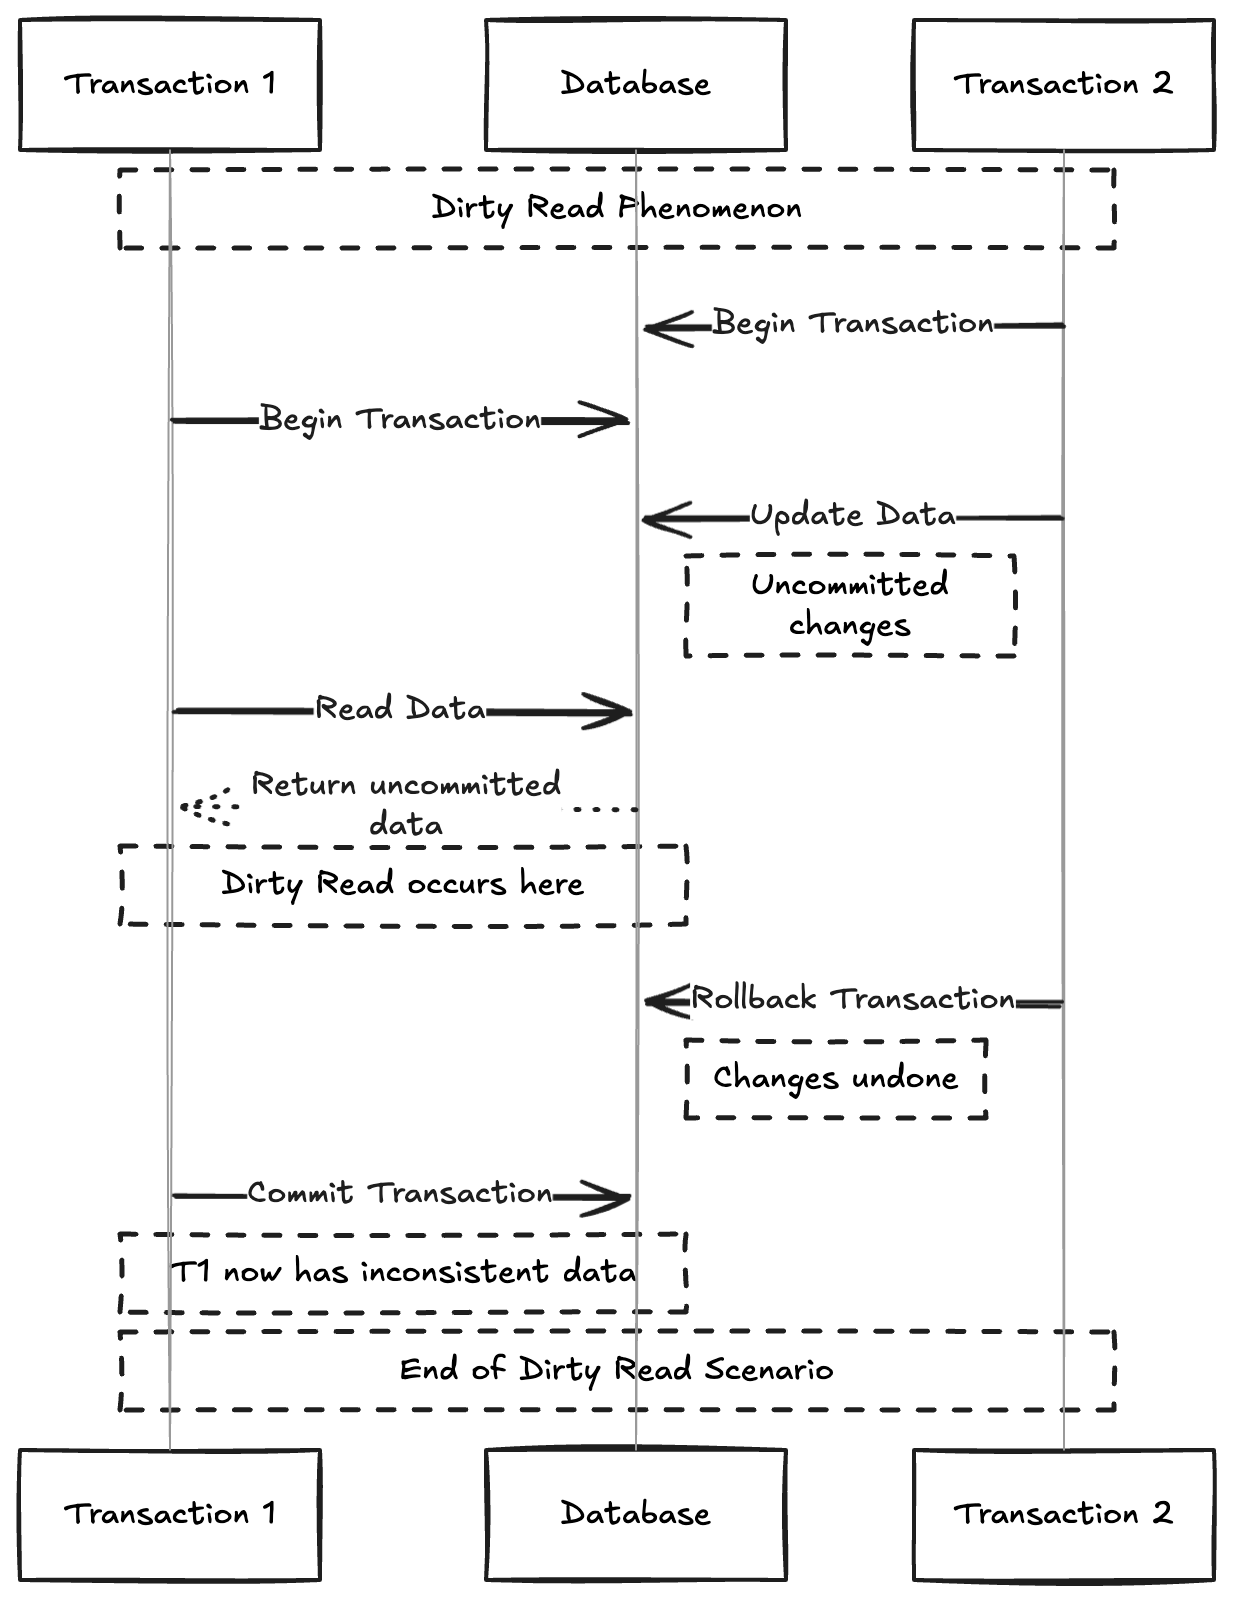 Transaction 1
Database
Transaction 2
Dirty Read Phenomenon
Begin Transaction
Begin Transaction
Update Data
Uncommitted
changes
Read Data
Return uncommitted
data
Dirty Read occurs here
Rollback Transaction
Changes undone
Commit Transaction
T1 now has inconsistent data
End of Dirty Read Scenario
Transaction 1
Database
Transaction 2